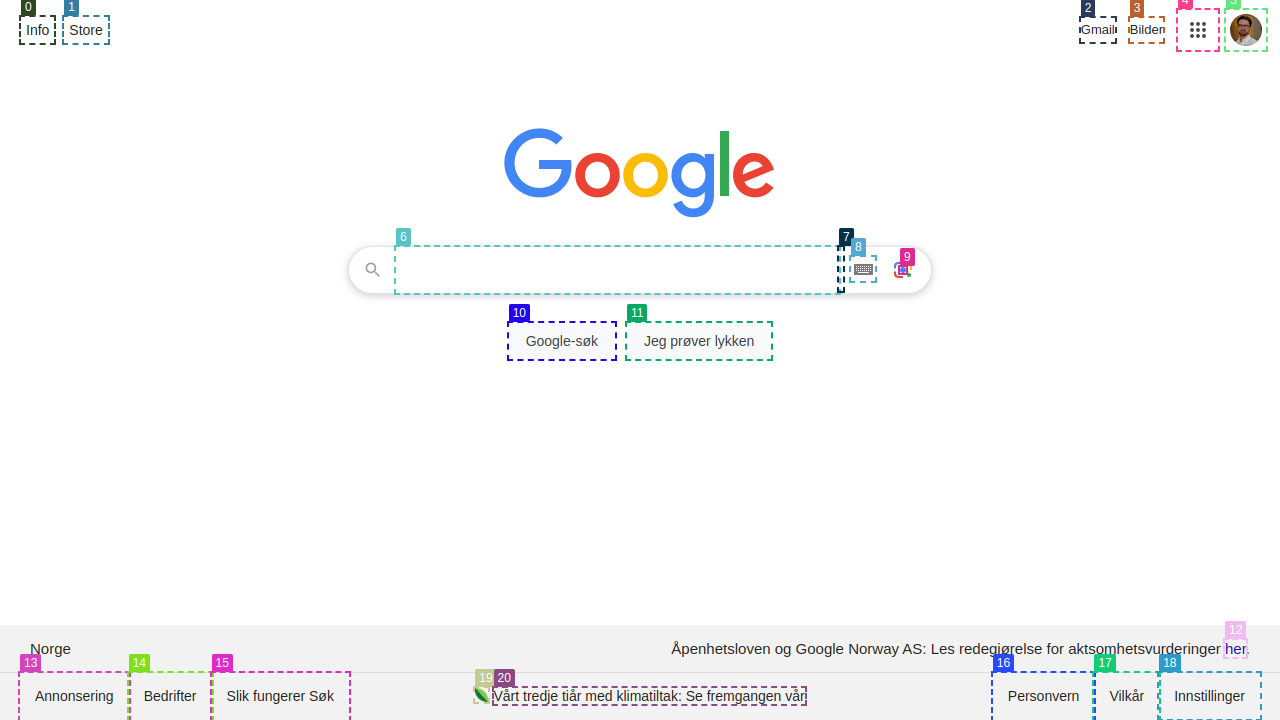 0 1 2 3 4 5
Info Store Gmail Bilder
Google
6 7 8 9
10 11
Google-søk Jeg prøver lykken
12
Norge Åpenhetsloven og Google Norway AS: Les redegjørelse for aktsomhetsvurderinger her.
13 14 15 19 20 16 17 18
Annonsering Bedrifter Slik fungerer Søk Vårt tredje tiår med klimatiltak: Se fremgangen vår Personvern Vilkår Innstillinger